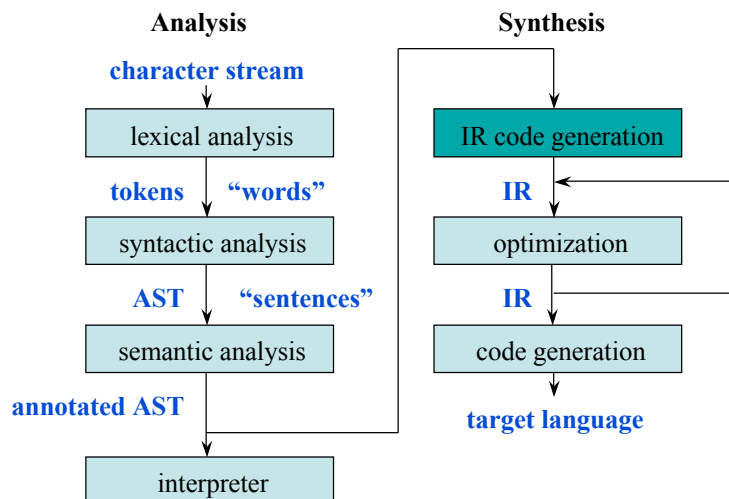 Analysis
character stream
lexical analysis
tokens “words”
syntactic analysis
AST “sentences”
semantic analysis
annotated AST
interpreter
Synthesis
IR code generation
IR
optimization
IR
code generation
target language